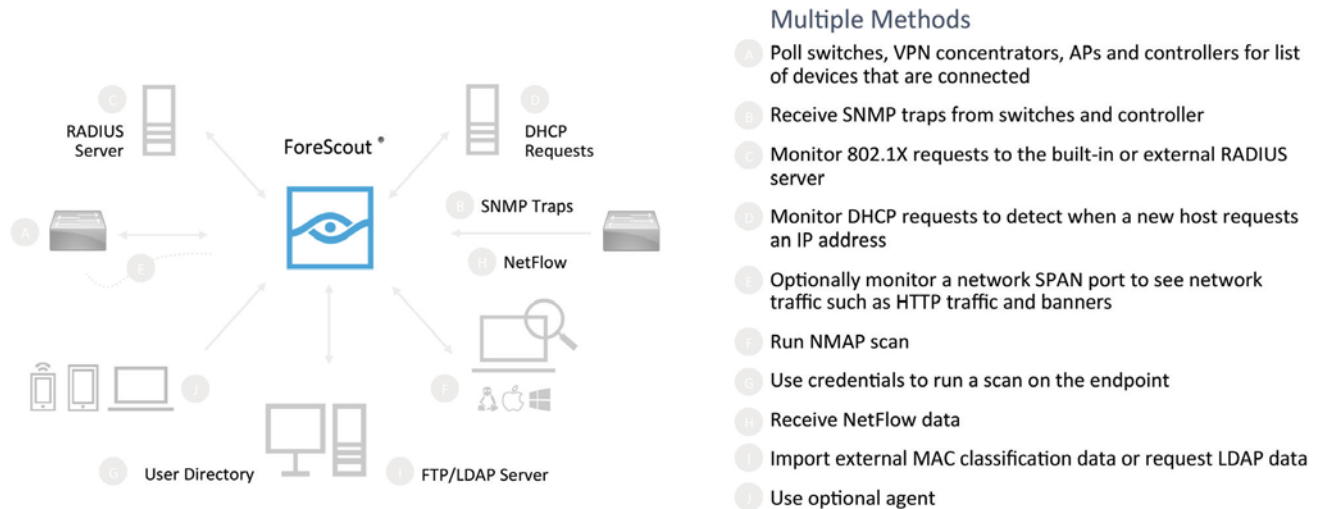 Multiple Methods
A Poll switches, VPN concentrators, APs and controllers for list
of devices that are connected
B Receive SNMP traps from switches and controller
C Monitor 802.1X requests to the built-in or external RADIUS
server
D Monitor DHCP requests to detect when a new host requests
an IP address
E Optionally monitor a network SPAN port to see network
traffic such as HTTP traffic and banners
F Run NMAP scan
G Use credentials to run a scan on the endpoint
H Receive NetFlow data
I Import external MAC classification data or request LDAP data
J Use optional agent
C
RADIUS
Server
ForeScout ®
D
DHCP
Requests
A
E
B SNMP Traps
H NetFlow
J
F
G User Directory
I FTP/LDAP Server